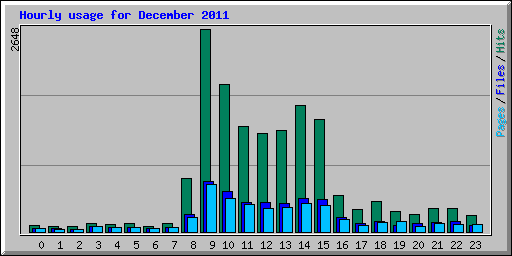 Hourly usage for December 2011
2648
Pages/Files/Hits
0 1 2 3 4 5 6 7 8 9 10 11 12 13 14 15 16 17 18 19 20 21 22 23